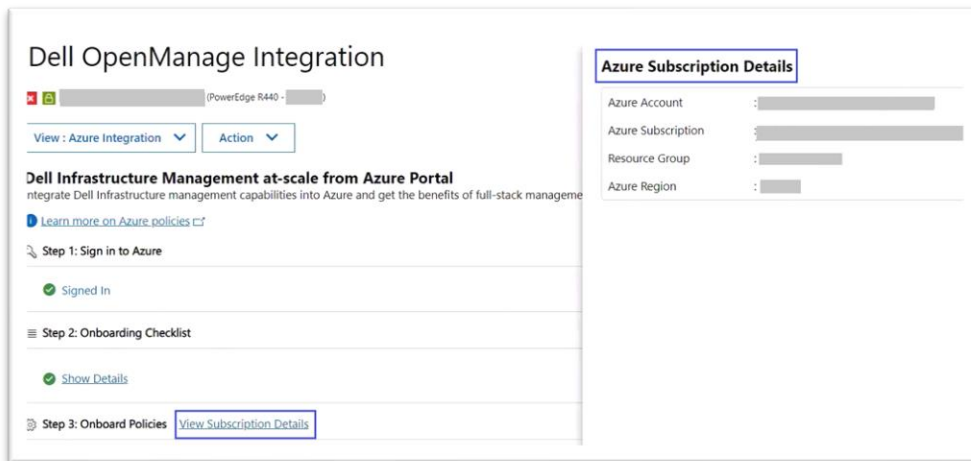 Dell OpenManage Integration
(PowerEdge R440 - )
View : Azure Integration
Action
Dell Infrastructure Management at-scale from Azure Portal
ntegrate Dell Infrastructure management capabilities into Azure and get the benefits of full-stack manageme
Learn more on Azure policies
Step 1: Sign in to Azure
Signed In
Step 2: Onboarding Checklist
Show Details
Step 3: Onboard Policies View Subscription Details
Azure Subscription Details
Azure Account :
Azure Subscription :
Resource Group :
Azure Region :